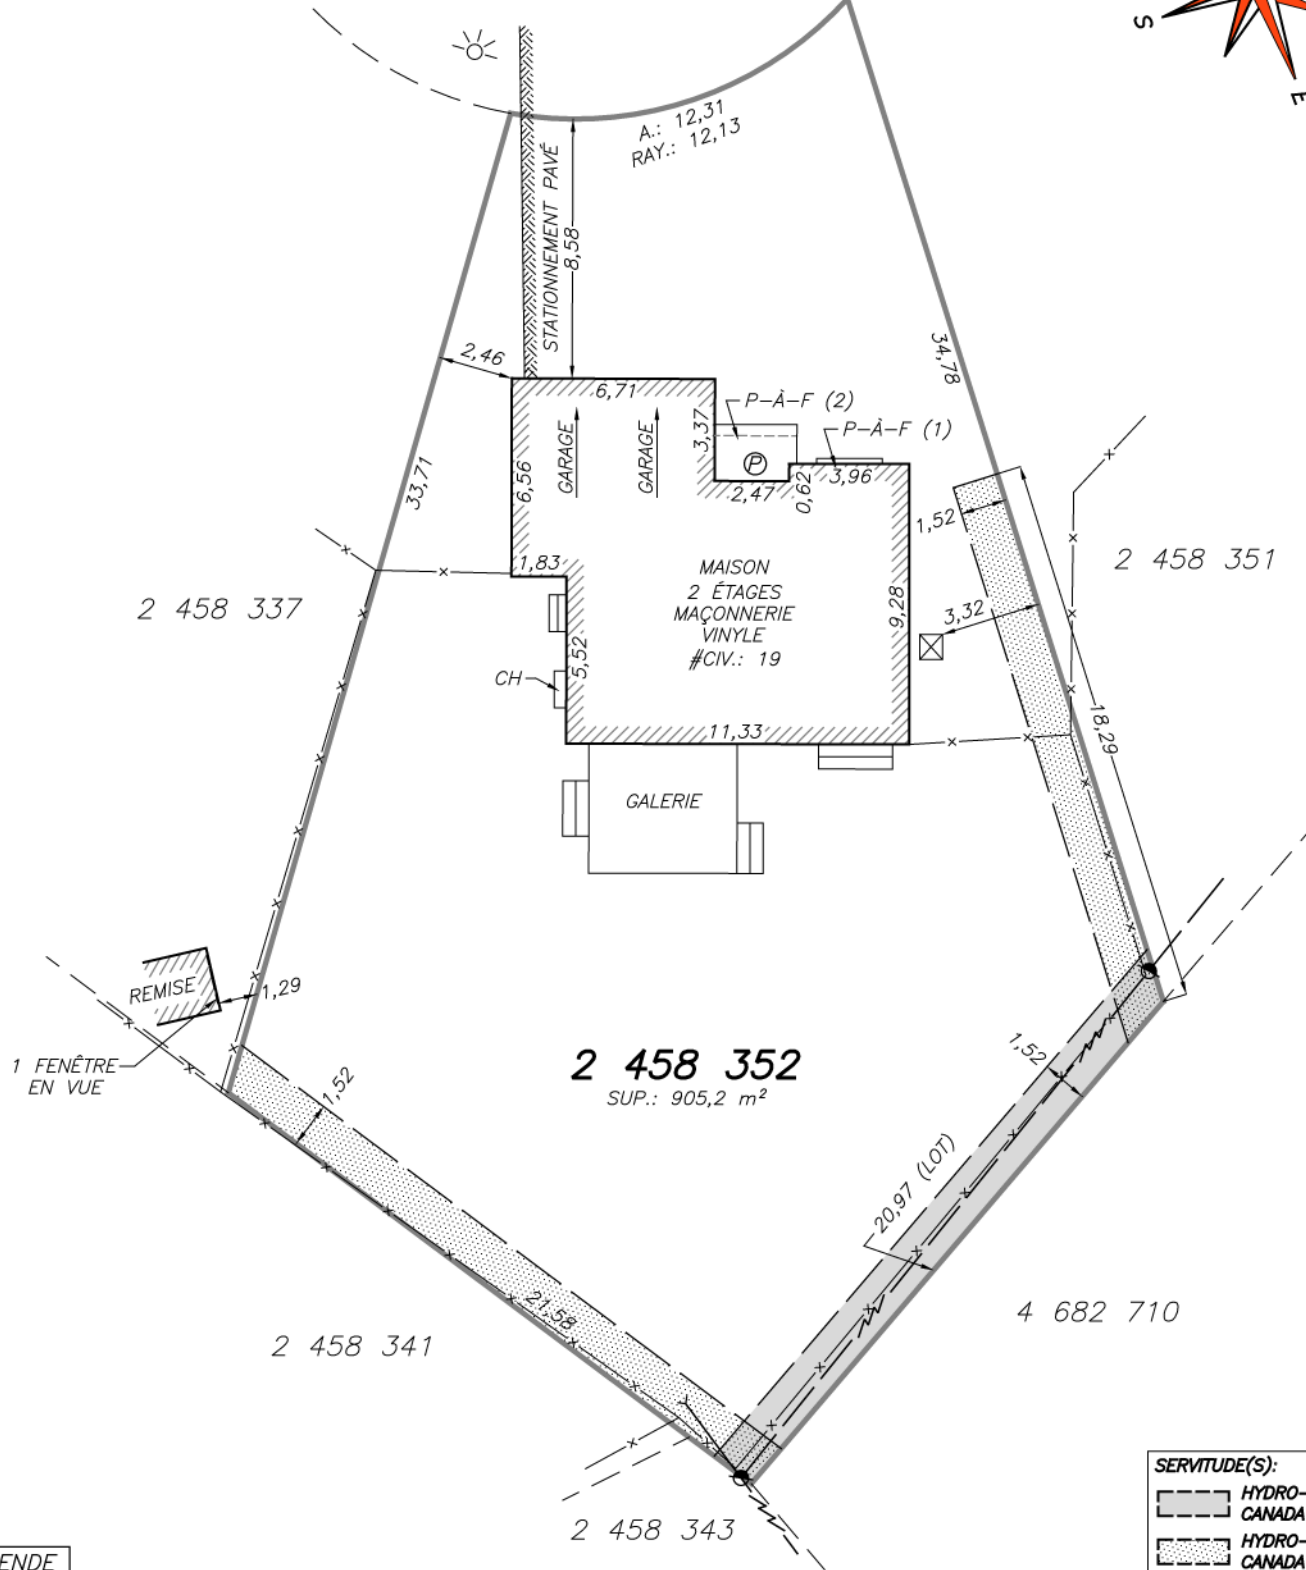 S
E
A.: 12,31
RAY.: 12,13
STATIONNEMENT PAVÉ
8,58
2,46
34,78
6,71
P-À-F (2)
3,37
P-À-F (1)
GARAGE
GARAGE
P
33,71
6,56
2,47
0,62
3,96
1,52
2 458 351
1,83
MAISON
2 ÉTAGES
MAÇONNERIE
VINYLE
#CIV.: 19
9,28
3,32
2 458 337
5,52
CH
18,29
11,33
GALERIE
REMISE
1,29
1 FENÊTRE
EN VUE
1,52
2 458 352
SUP.: 905,2 m²
1,52
20,97 (LOT)
21,58
2 458 341
4 682 710
2 458 343
SERVITUDE(S):
HYDRO-
CANADA
HYDRO-
CANADA
ENDE